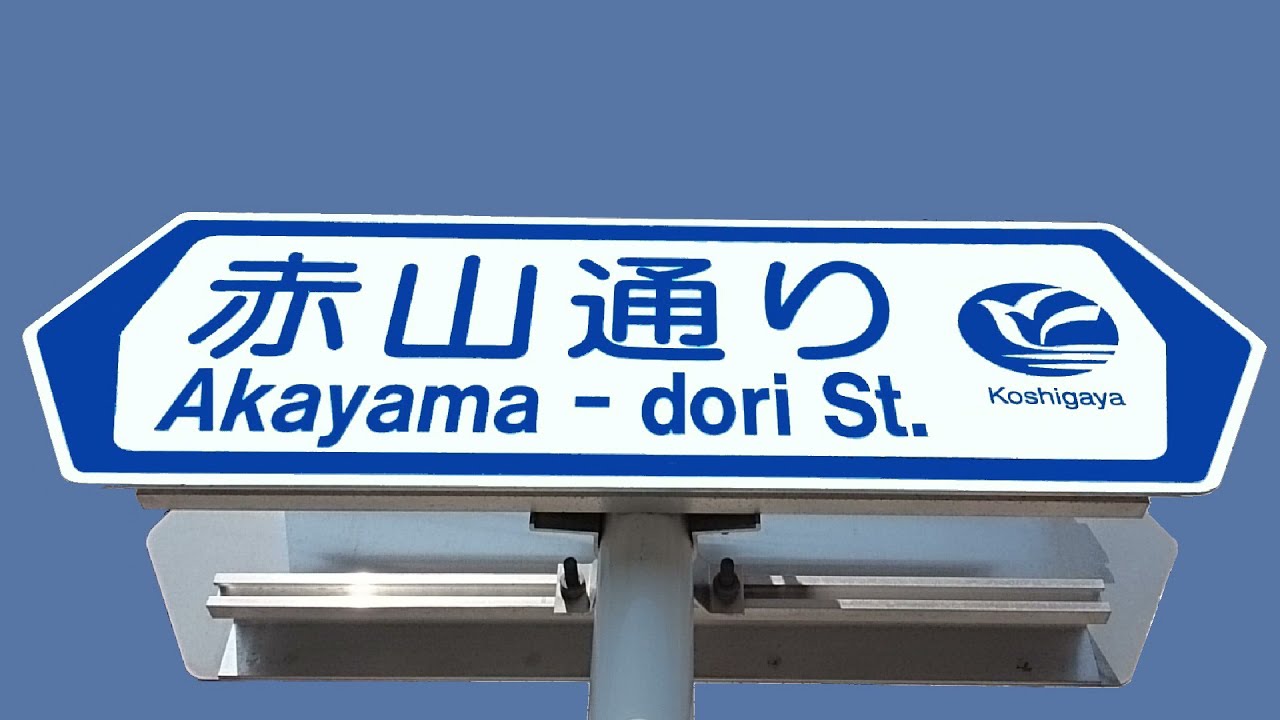 赤山通り
Akayama - dori St.
Koshigaya